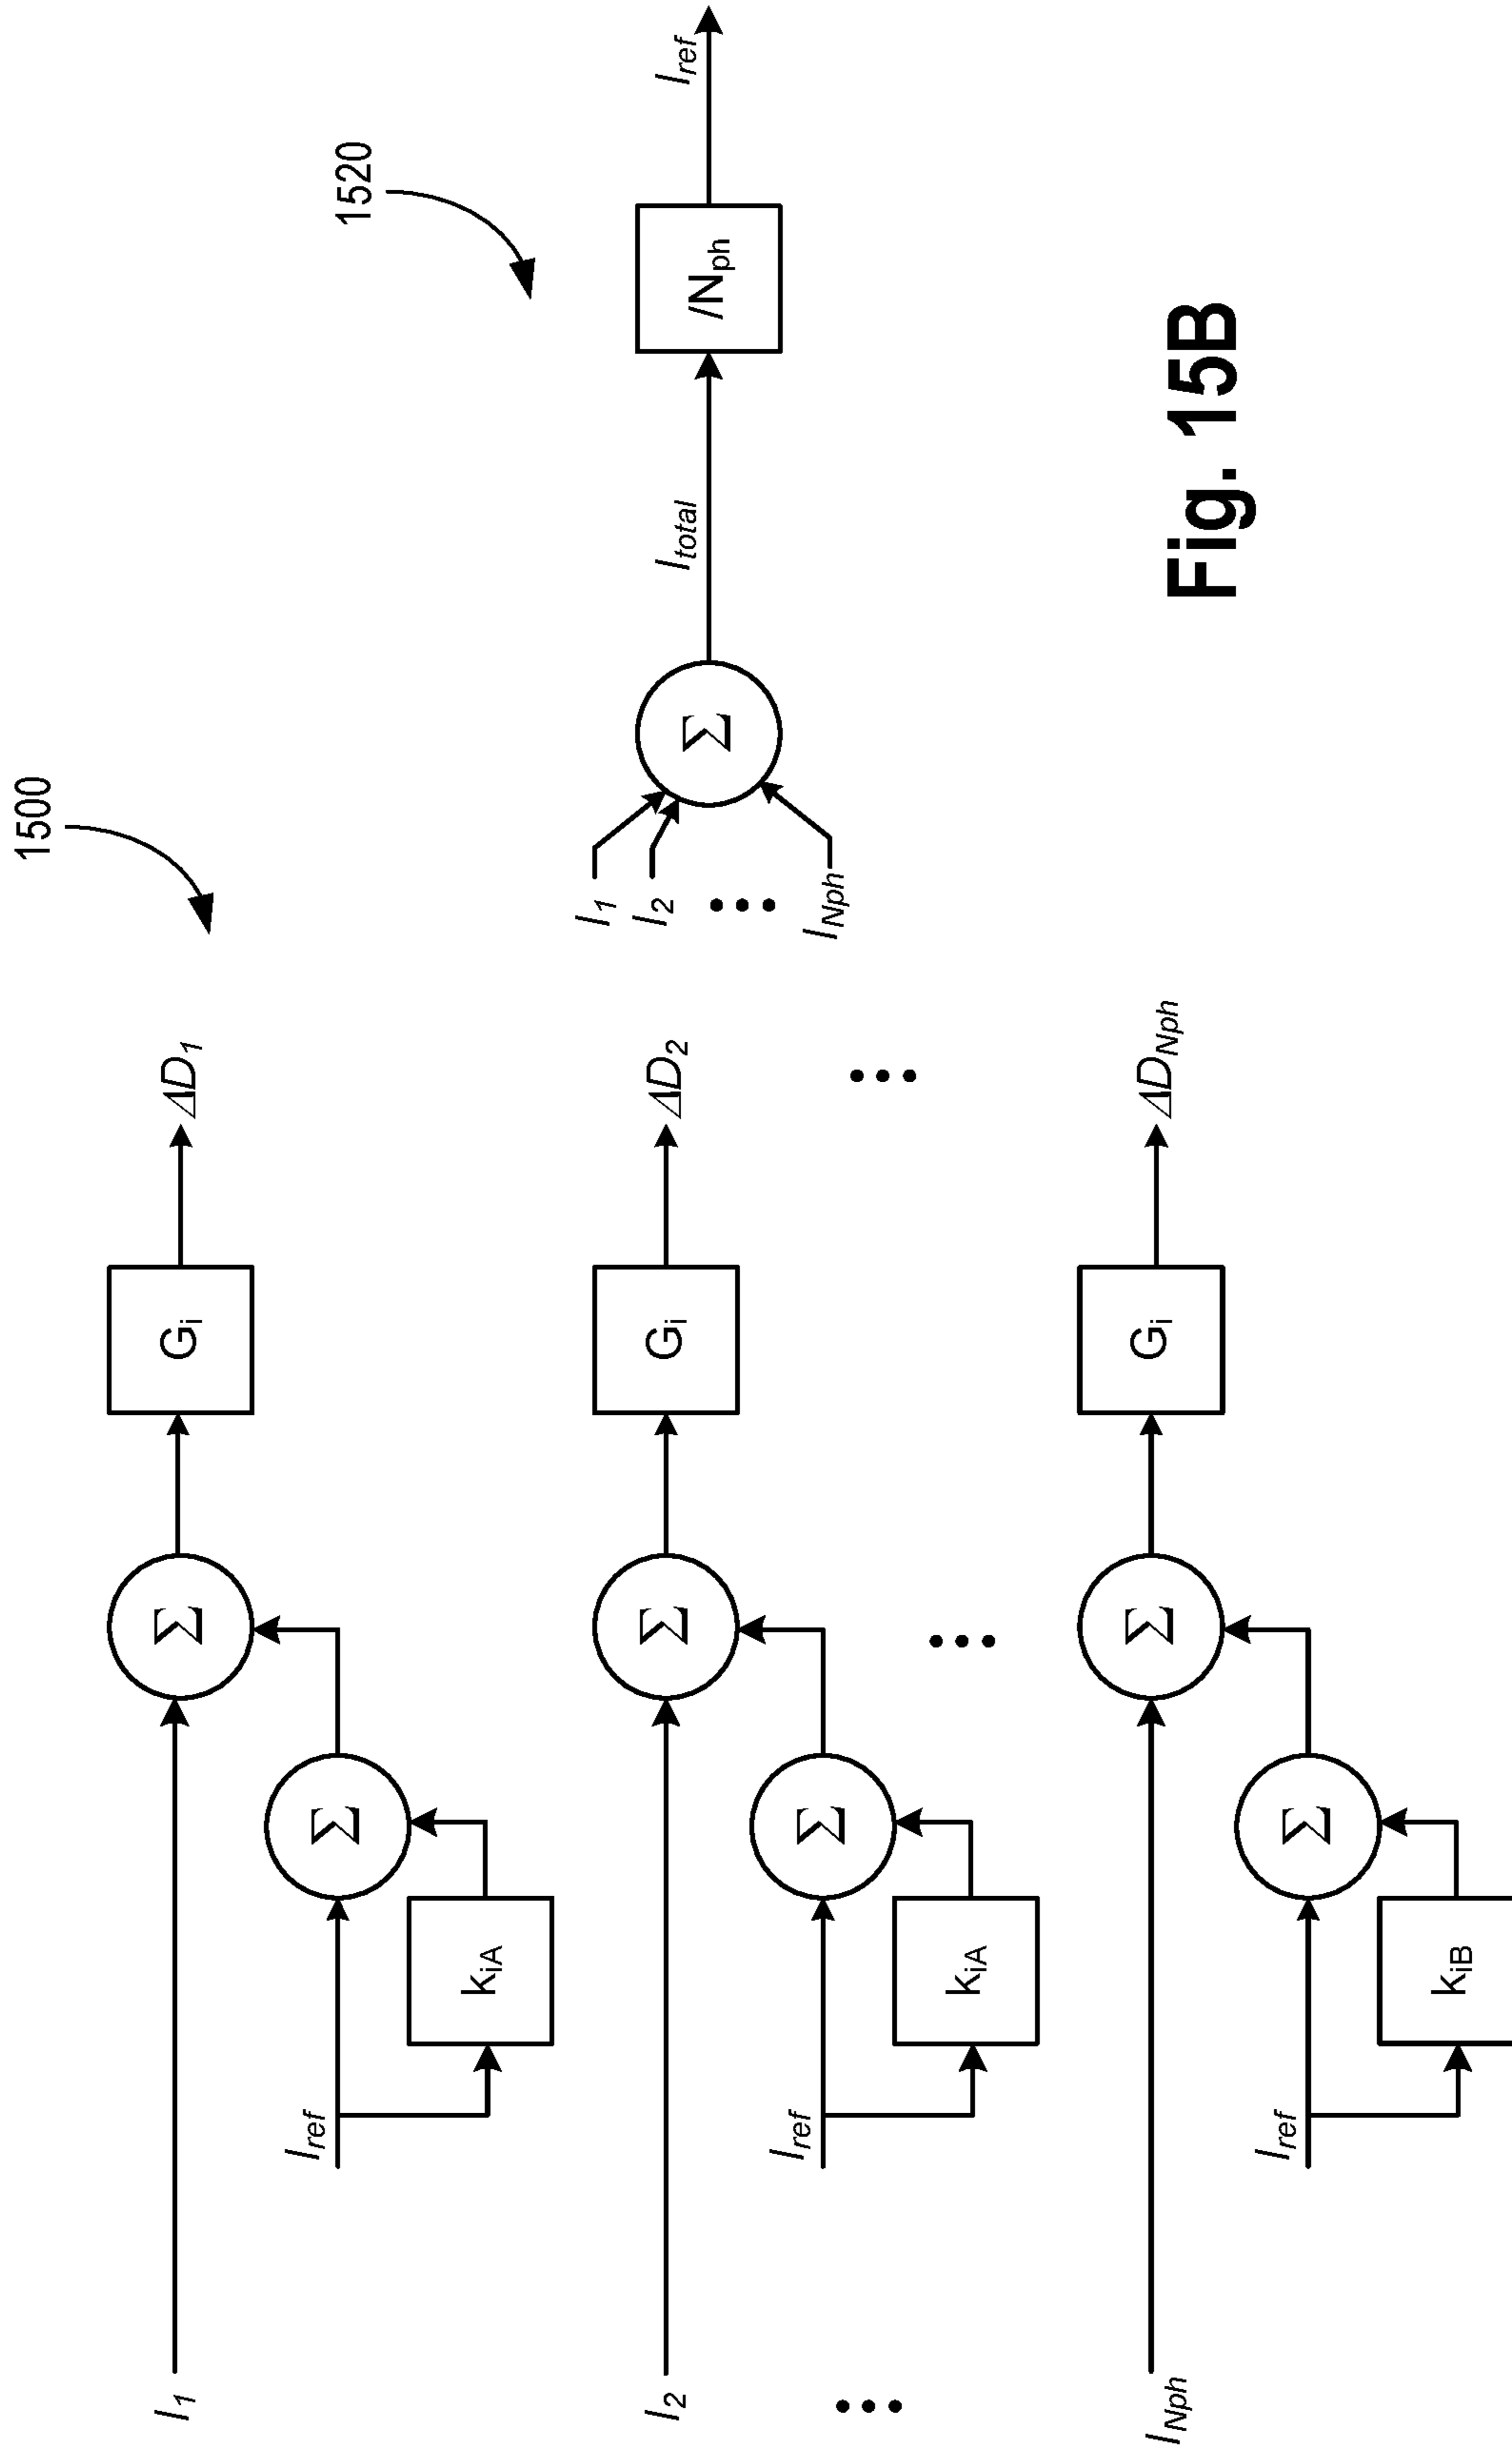 1500
I1
Iref
kiA
Σ
Σ
Gi
ΔD1
I2
Iref
kiA
Σ
Σ
Gi
ΔD2
INph
Iref
kiB
Σ
Σ
Gi
ΔDNph
1520
I1
I2
INph
Σ
Itotal
/Nph
Iref
Fig. 15B